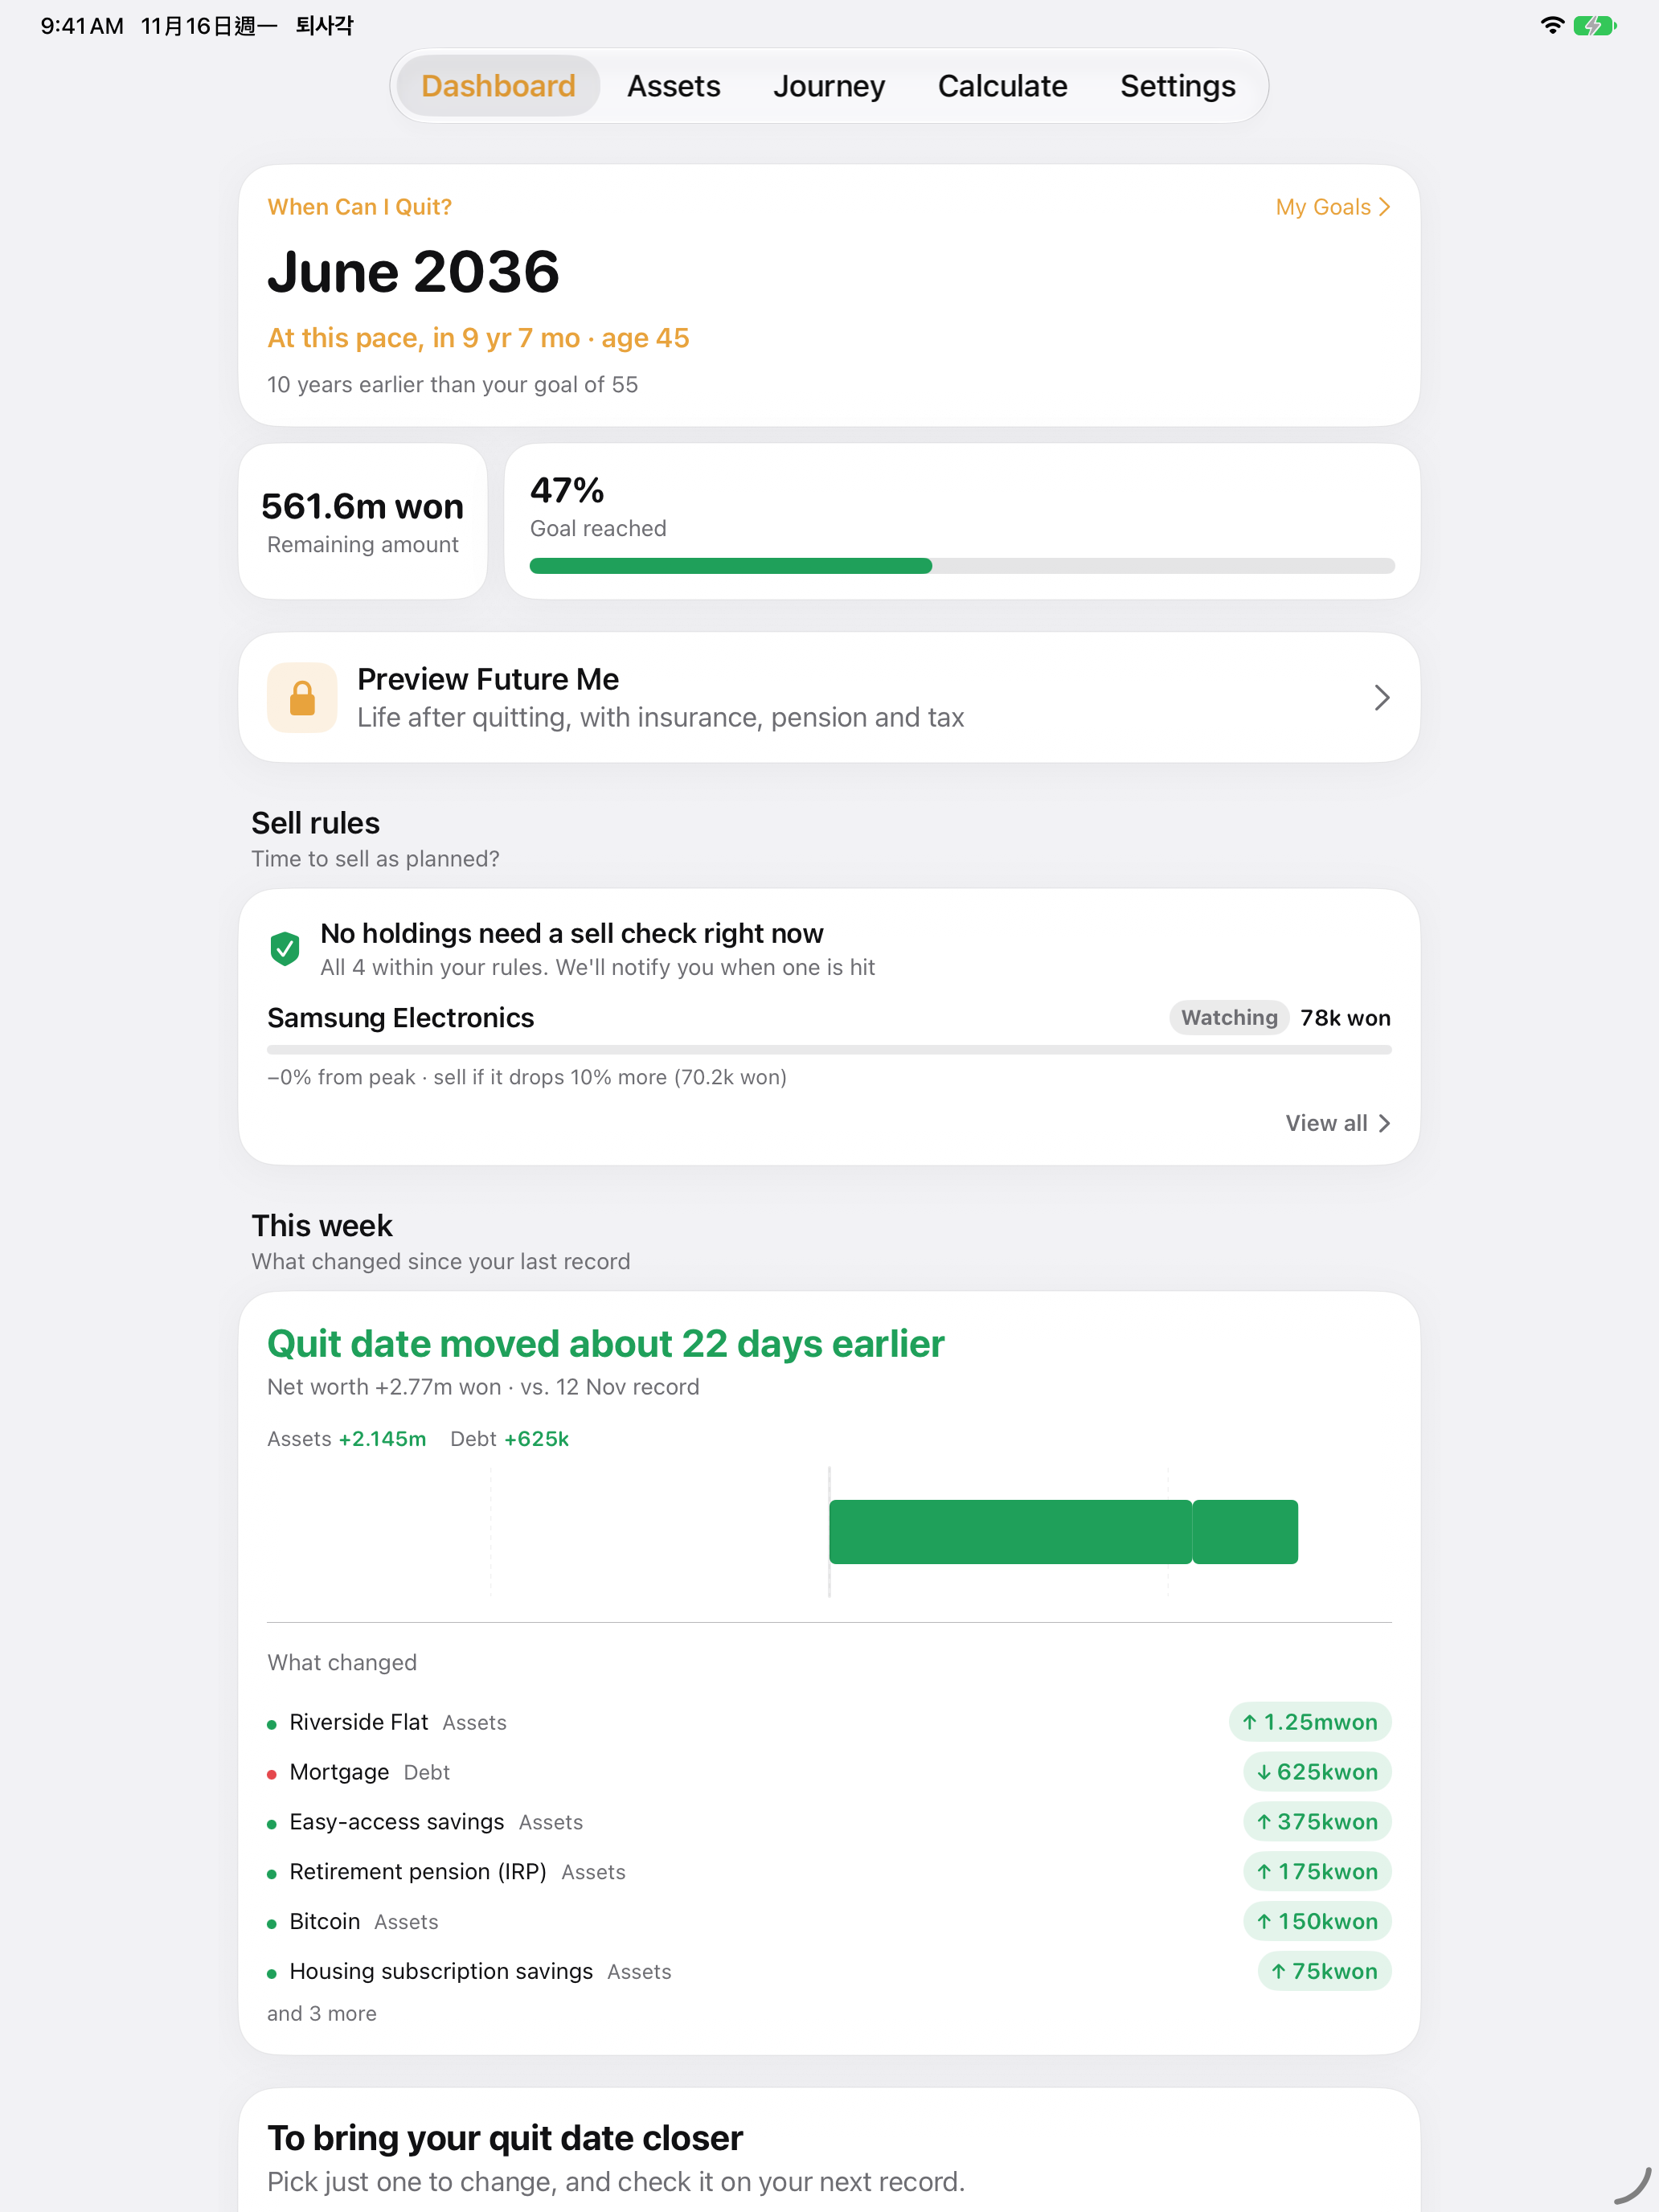 9:41 AM 11月16日週一 퇴사각
Dashboard Assets Journey Calculate Settings
When Can I Quit? My Goals
June 2036
At this pace, in 9 yr 7 mo · age 45
10 years earlier than your goal of 55
561.6m won
Remaining amount
47%
Goal reached
Preview Future Me
Life after quitting, with insurance, pension and tax
Sell rules
Time to sell as planned?
No holdings need a sell check right now
All 4 within your rules. We'll notify you when one is hit
Samsung Electronics Watching 78k won
−0% from peak · sell if it drops 10% more (70.2k won)
View all
This week
What changed since your last record
Quit date moved about 22 days earlier
Net worth +2.77m won · vs. 12 Nov record
Assets +2.145m Debt +625k
What changed
Riverside Flat Assets ↑ 1.25mwon
Mortgage Debt ↓ 625kwon
Easy-access savings Assets ↑ 375kwon
Retirement pension (IRP) Assets ↑ 175kwon
Bitcoin Assets ↑ 150kwon
Housing subscription savings Assets ↑ 75kwon
and 3 more
To bring your quit date closer
Pick just one to change, and check it on your next record.